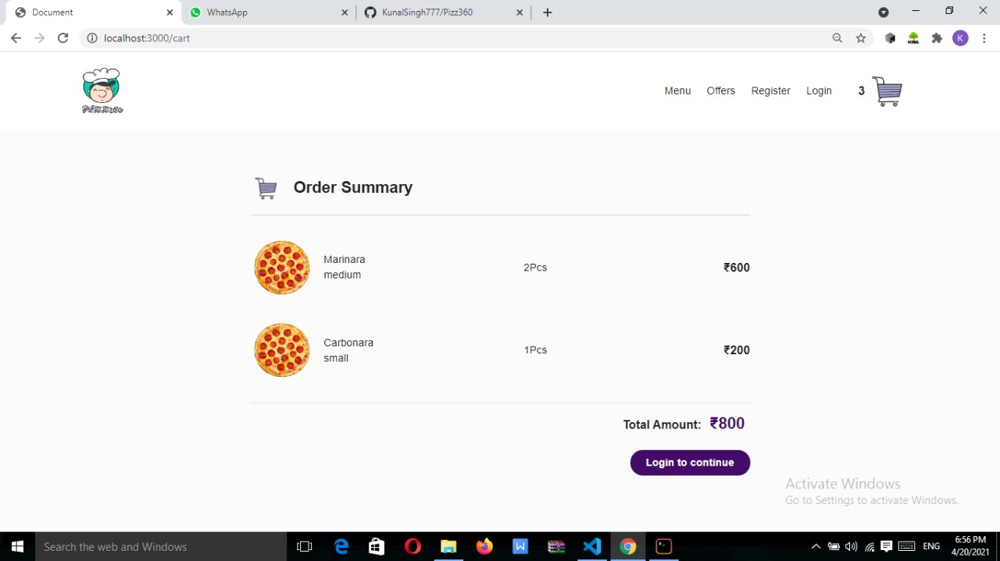 Document
WhatsApp
KunalSingh777/Pizz360
localhost:3000/cart
K
Menu
Offers
Register
Login
3
Order Summary
Marinara
medium
2Pcs
₹600
Carbonara
small
1Pcs
₹200
Total Amount: ₹800
Login to continue
Activate Windows
Go to Settings to activate Windows.
Search the web and Windows
ENG
6:56 PM
4/20/2021